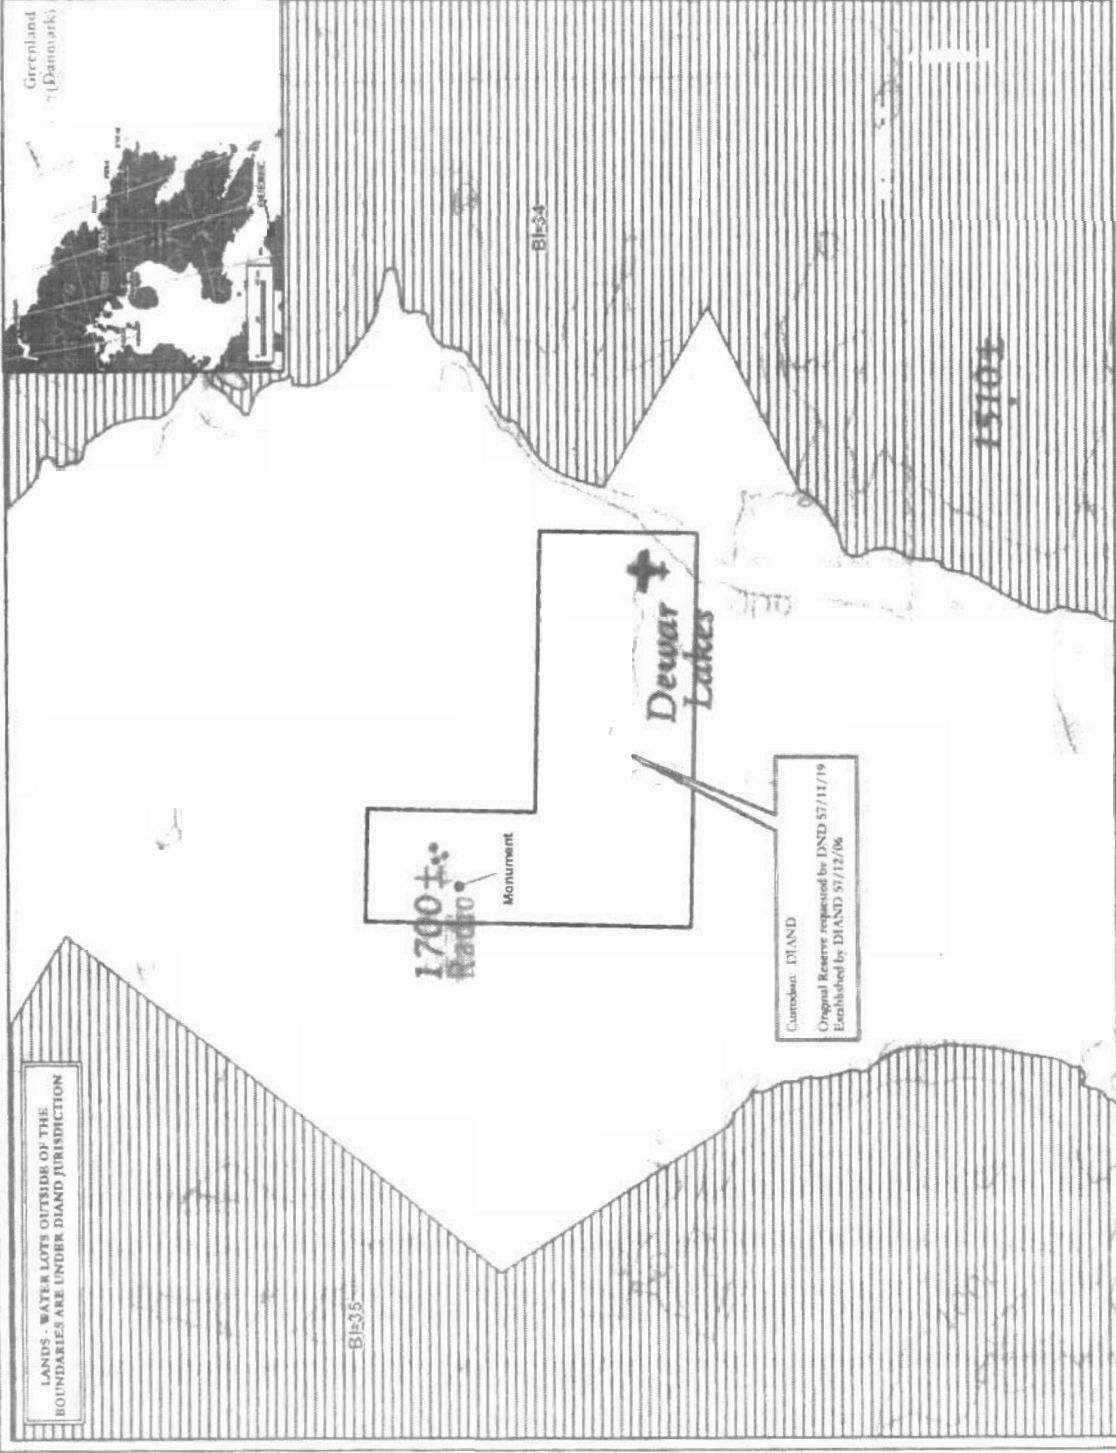 LANDS - WATER LOTS OUTSIDE OF THE
BOUNDARIES ARE UNDER DIAND JURISDICTION
Greenland
(Danmark)
QUEBEC
BI-35
BI-34
1700±
Radio
Monument
Dewar
Lakes
1510±
Custodian: DIAND
Original Reserve requested by DND 57/11/19
Established by DIAND 57/12/06